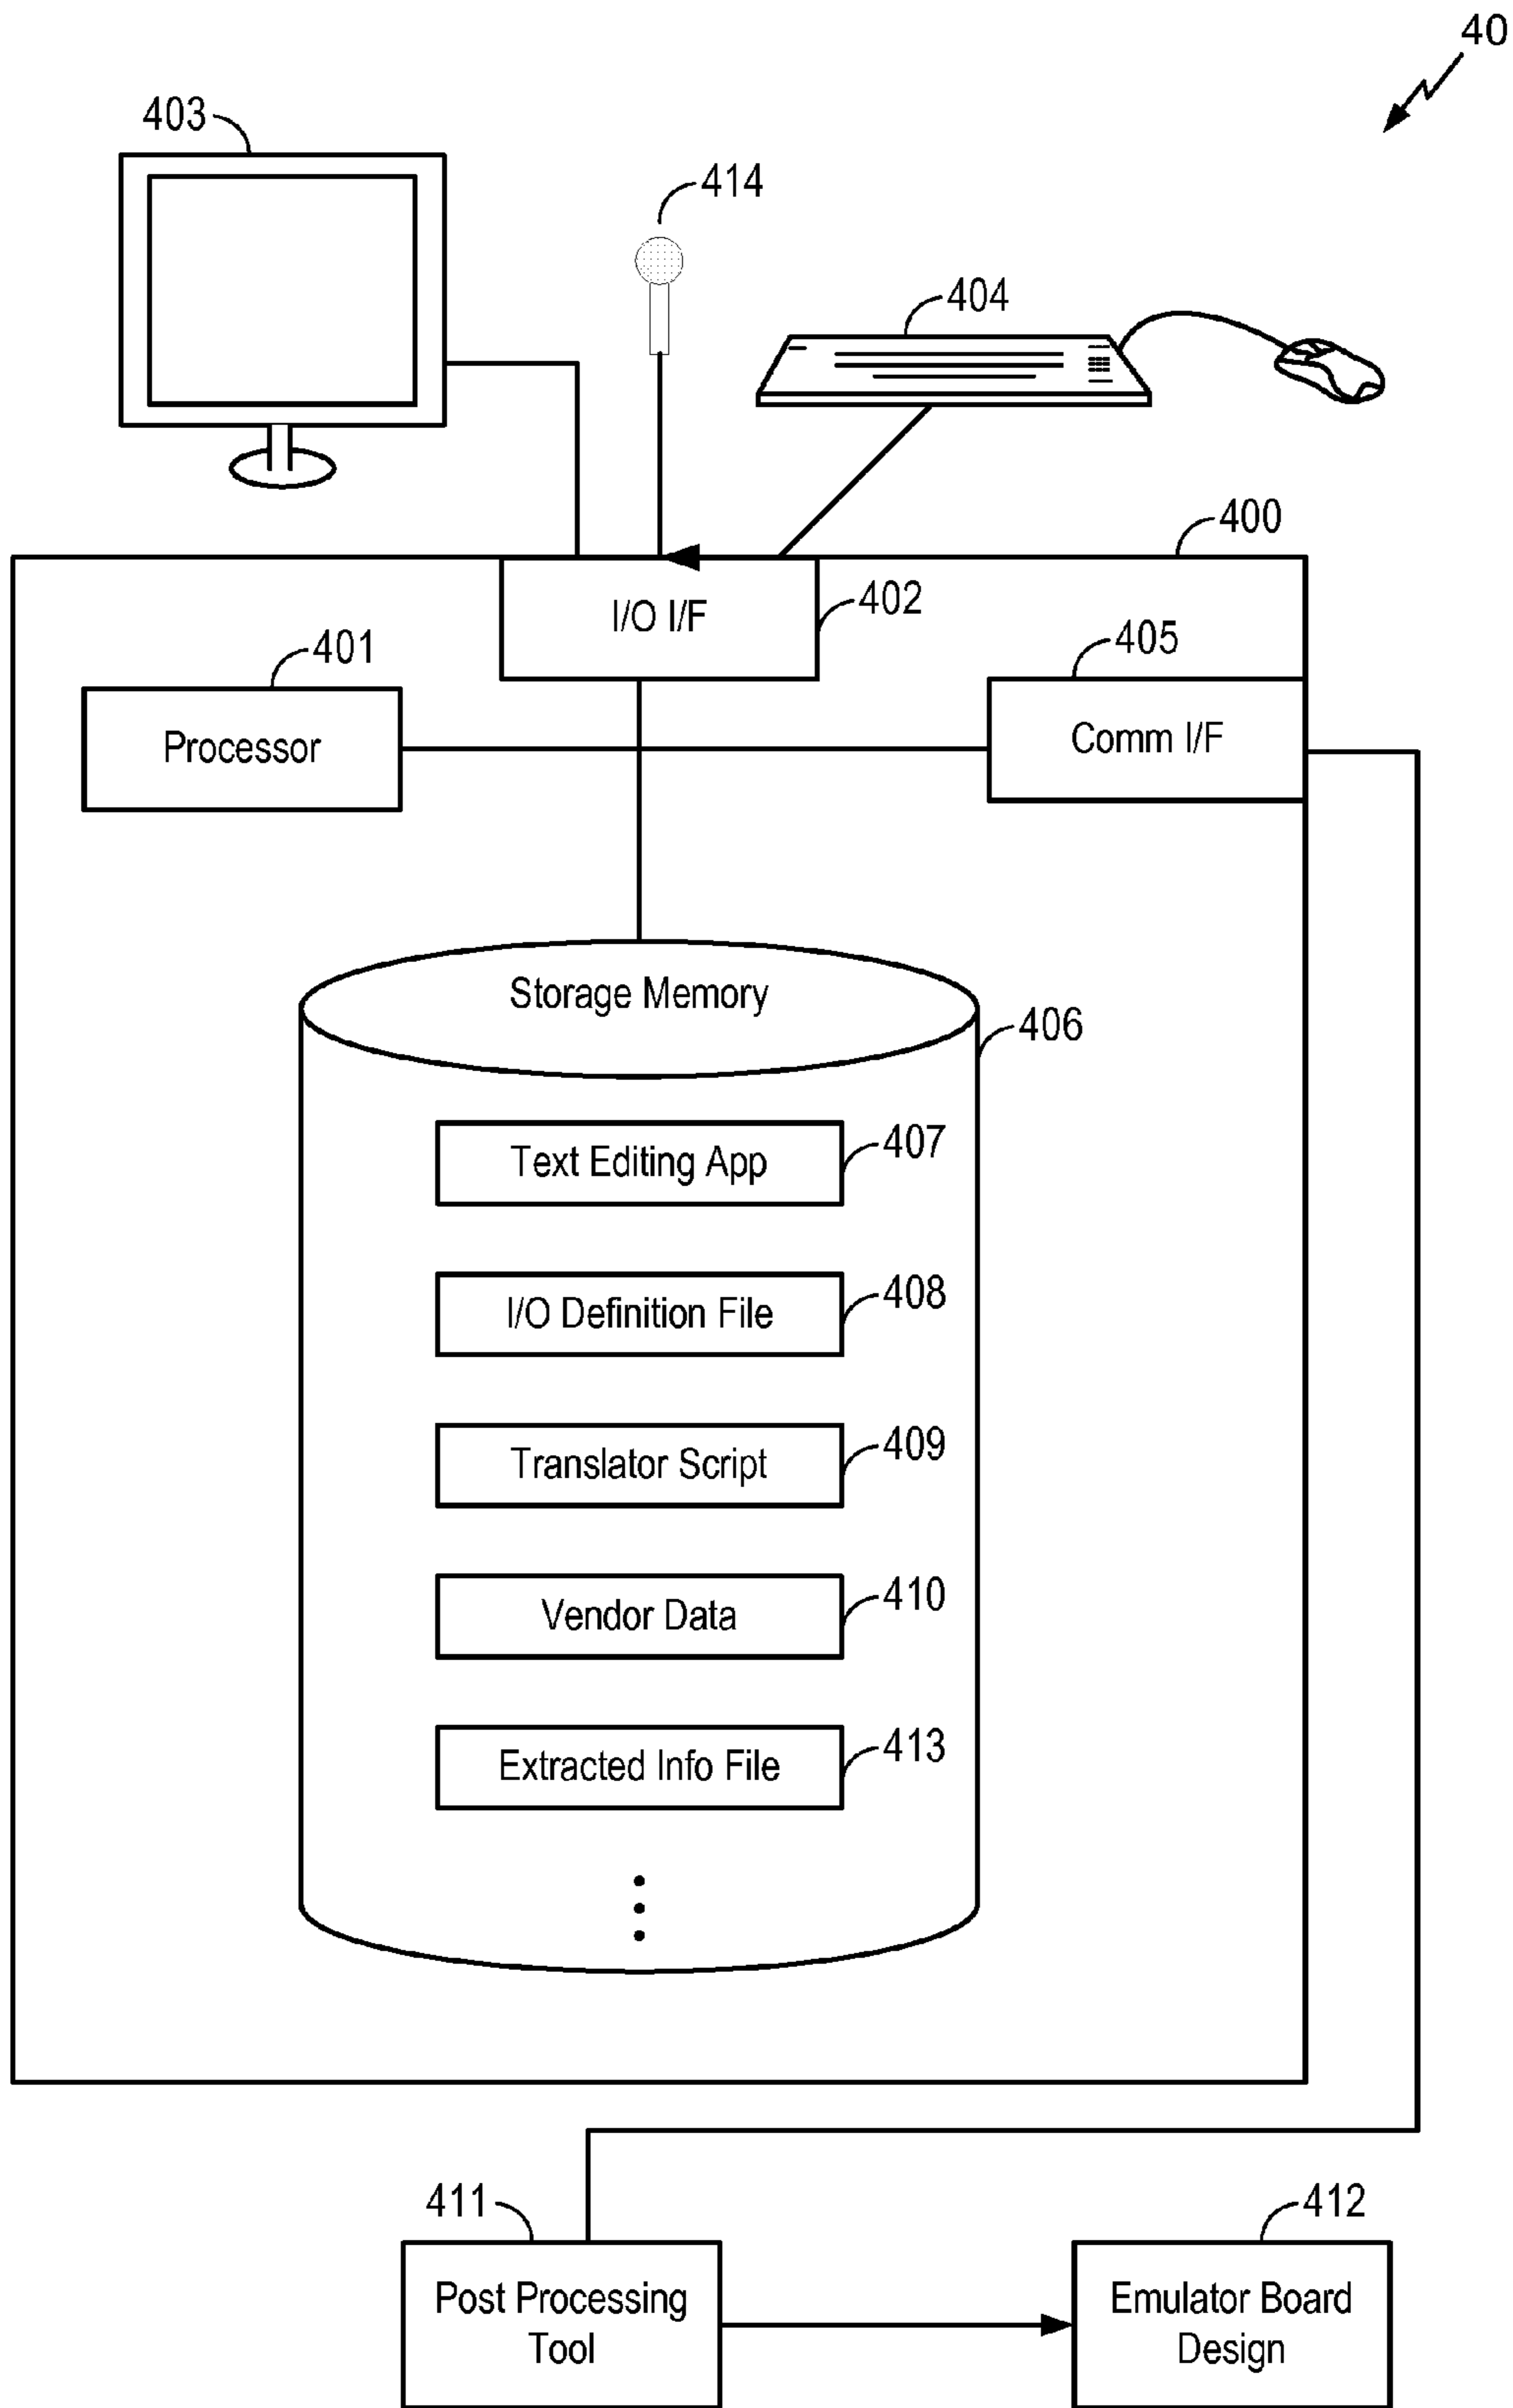 40
403
414
404
400
I/O I/F
402
401
405
Processor
Comm I/F
Storage Memory
406
Text Editing App
407
I/O Definition File
408
Translator Script
409
Vendor Data
410
Extracted Info File
413
411
412
Post Processing
Tool
Emulator Board
Design